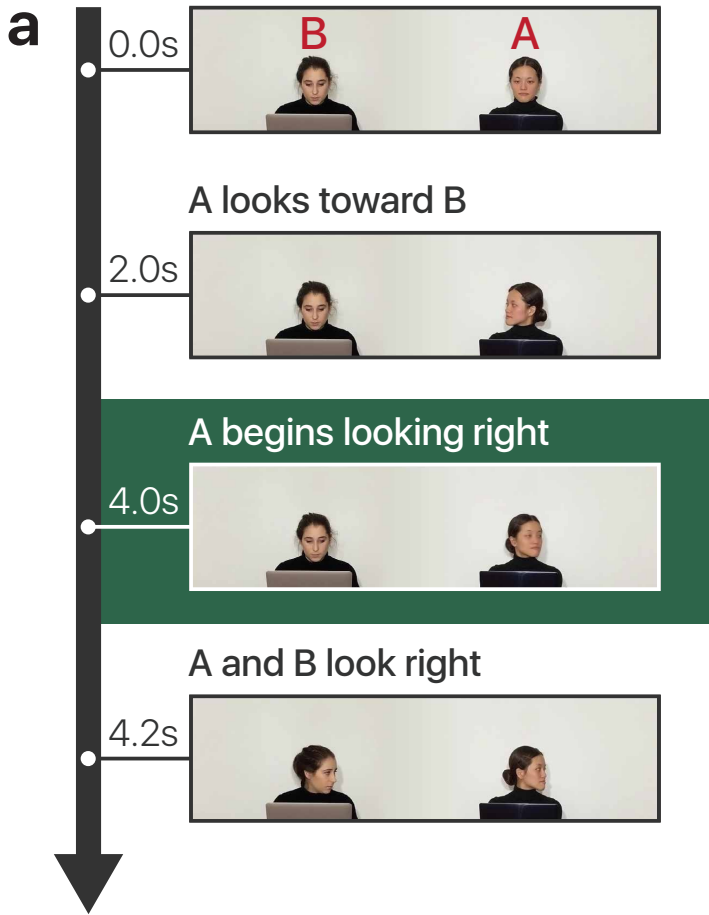 a
0.0s
B A
A looks toward B
2.0s
A begins looking right
4.0s
A and B look right
4.2s